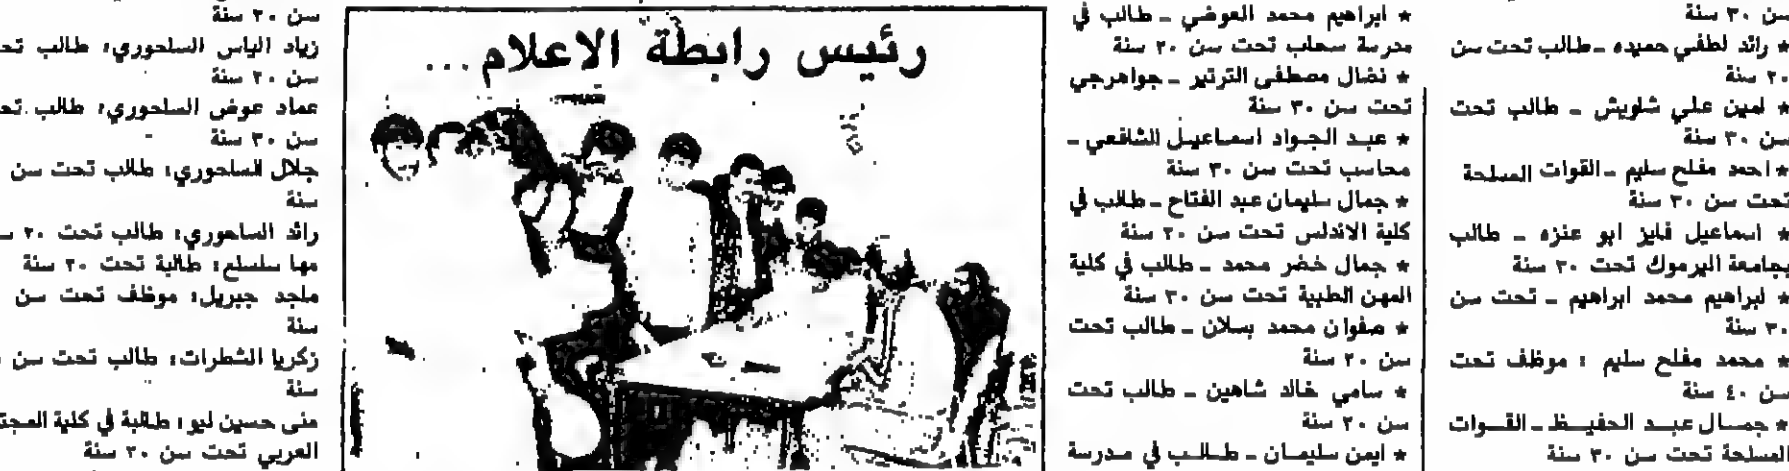 سن ٣٠ سنة
★ رائد لطفي حميده ـ طالب تحت سن
٢٠ سنة
★ امين علي شلويش ـ طالب تحت
سن ٣٠ سنة
★ احمد مفلح سليم ـ القوات المسلحة
تحت سن ٣٠ سنة
★ اسماعيل فايز ابو عنزه ـ طالب
بجامعة اليرموك تحت ٣٠ سنة
★ ابراهيم محمد ابراهيم ـ تحت سن
٣٠ سنة
★ محمد مفلح سليم : موظف تحت
سن ٤٠ سنة
★ جمال عبد الحفيظ ـ القوات
المسلحة تحت سن ٣٠ سنة
★ ابراهيم محمد العوضي ـ طالب في
مدرسة سحاب تحت سن ٢٠ سنة
★ نضال مصطفى الترتير ـ جواهرجي
تحت سن ٣٠ سنة
★ عبد الجواد اسماعيل الشافعي ـ
محاسب تحت سن ٣٠ سنة
★ جمال سليمان عبد الفتاح ـ طالب في
كلية الاندلس تحت سن ٢٠ سنة
★ جمال خضر محمد ـ طالب في كلية
المهن الطبية تحت سن ٣٠ سنة
★ صفوان محمد بسلان ـ طالب تحت
سن ٢٠ سنة
★ سامي خالد شاهين ـ طالب تحت
سن ٢٠ سنة
★ ايمن سليمان ـ طالب في مدرسة
رئيس رابطة الاعلام ...
سن ٢٠ سنة
زياد الياس السلحوري؛ طالب تحت
سن ٢٠ سنة
عماد عوض السلحوري؛ طالب تحت
سن ٣٠ سنة
جلال الساحوري؛ طالب تحت سن
سنة
رائد الساحوري؛ طالب تحت ٢٠
مها سلسلع؛ طالبة تحت ٣٠ سنة
ماجد جبريل؛ موظف تحت سن
سنة
زكريا الشطرات؛ طالب تحت سن
سنة
منى حسين ليو؛ طالبة في كلية
العربي تحت سن ٢٠ سنة